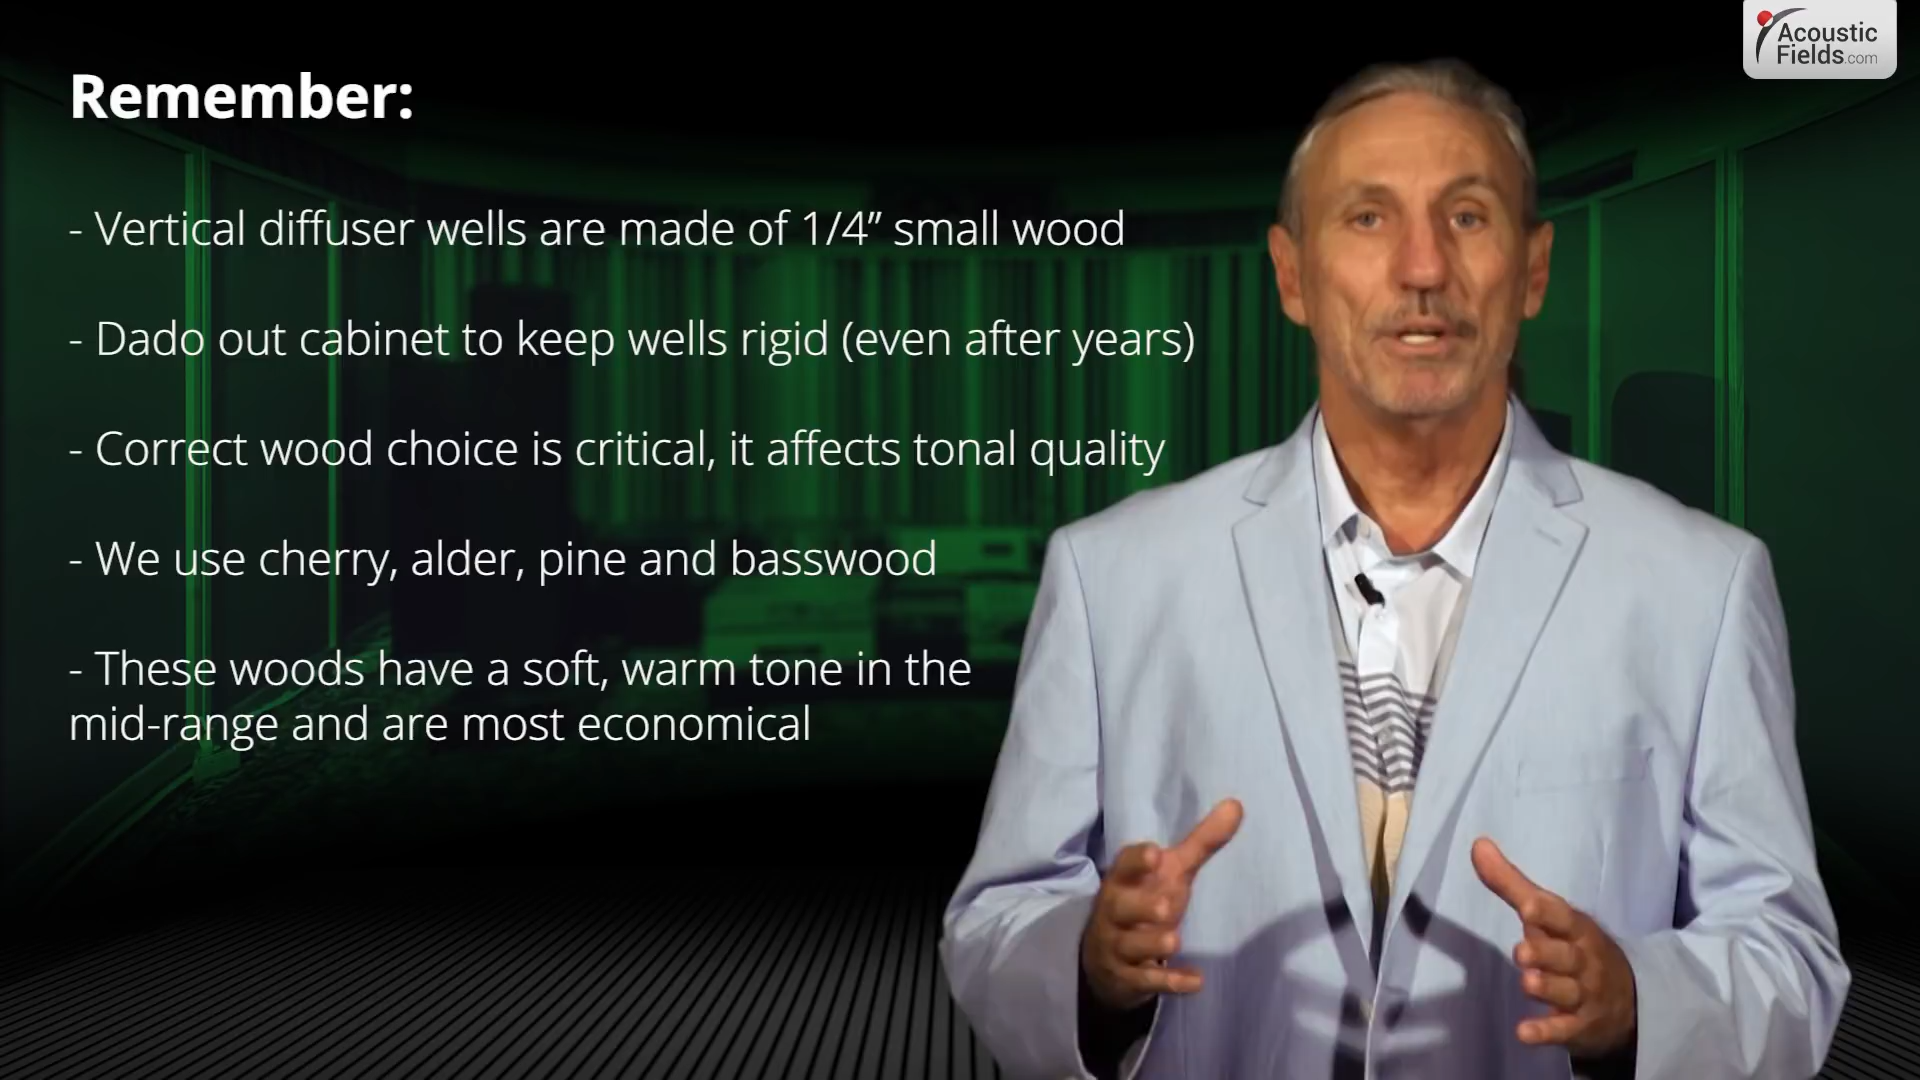 Acoustic
Fields.com
Remember:
- Vertical diffuser wells are made of 1/4” small wood
- Dado out cabinet to keep wells rigid (even after years)
- Correct wood choice is critical, it affects tonal quality
- We use cherry, alder, pine and basswood
- These woods have a soft, warm tone in the
mid-range and are most economical